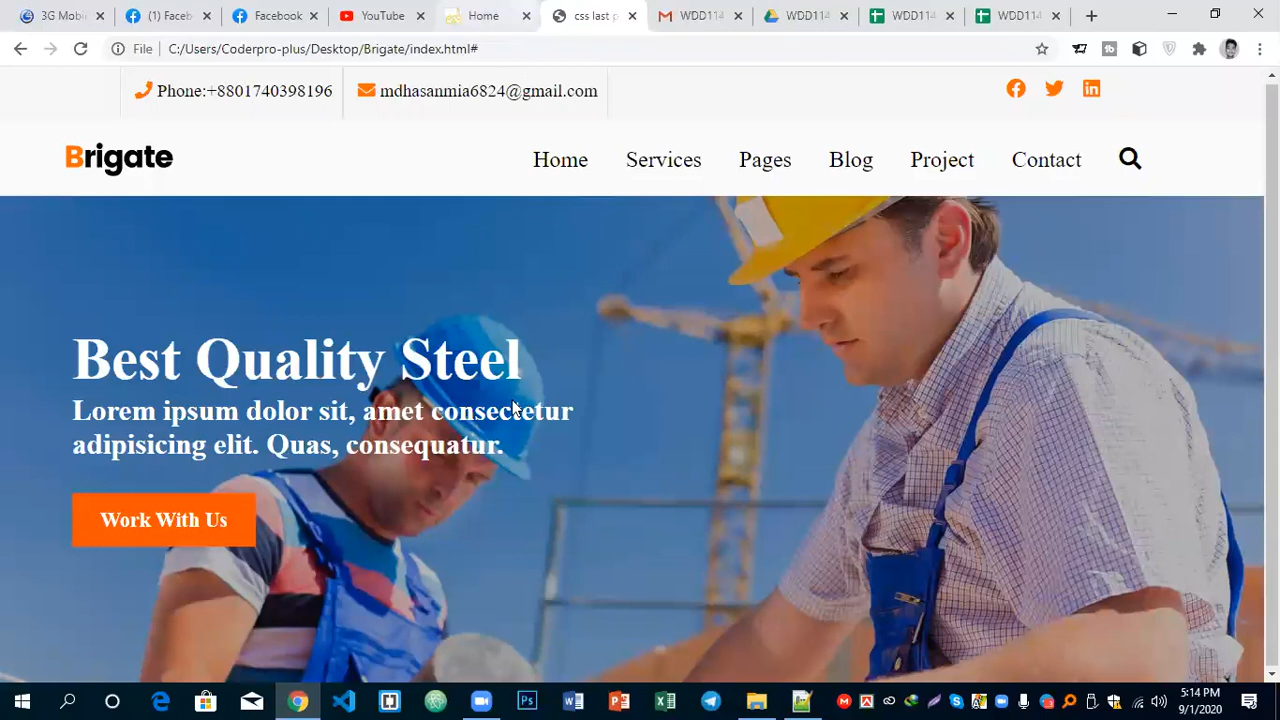 3G Mobi
(1) Faceb
Facebook
YouTube
Home
css last p
WDD114
WDD114
WDD114
WDD114
File
C:/Users/Coderpro-plus/Desktop/Brigate/index.html#
Phone:+8801740398196
mdhasanmia6824@gmail.com
Brigate
Home
Services
Pages
Blog
Project
Contact
Best Quality Steel
Lorem ipsum dolor sit, amet consectetur
adipisicing elit. Quas, consequatur.
Work With Us
5:14 PM
9/1/2020